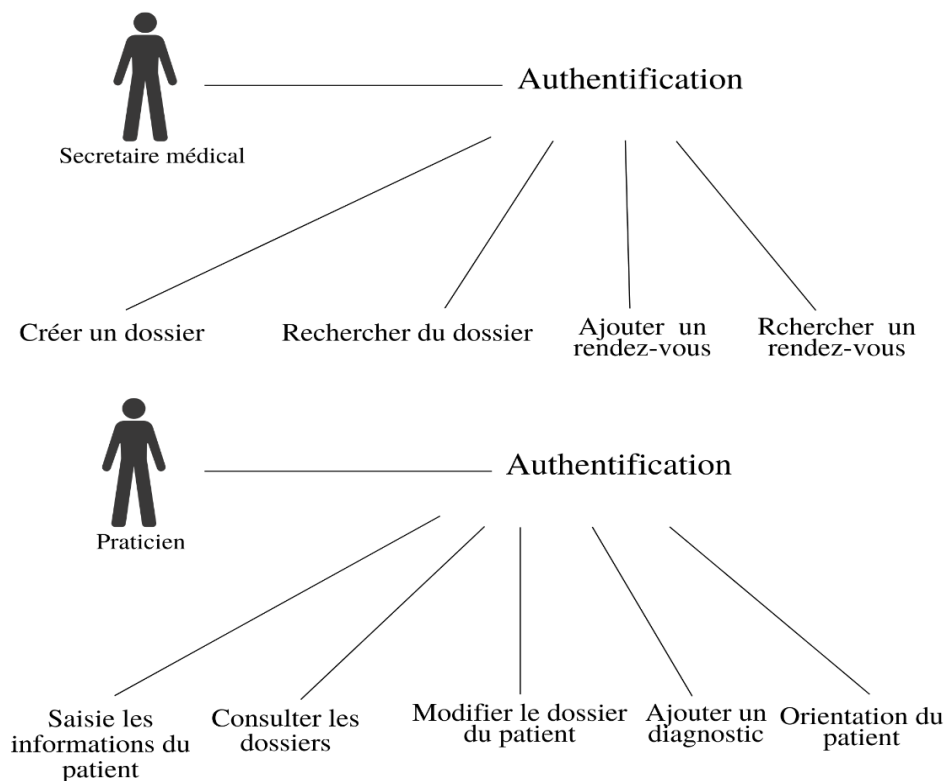 Authentification
Secretaire médical
Créer un dossier
Rechercher du dossier
Ajouter un
rendez-vous
Rchercher un
rendez-vous
Authentification
Praticien
Saisie les
informations du
patient
Consulter les
dossiers
Modifier le dossier
du patient
Ajouter un
diagnostic
Orientation du
patient